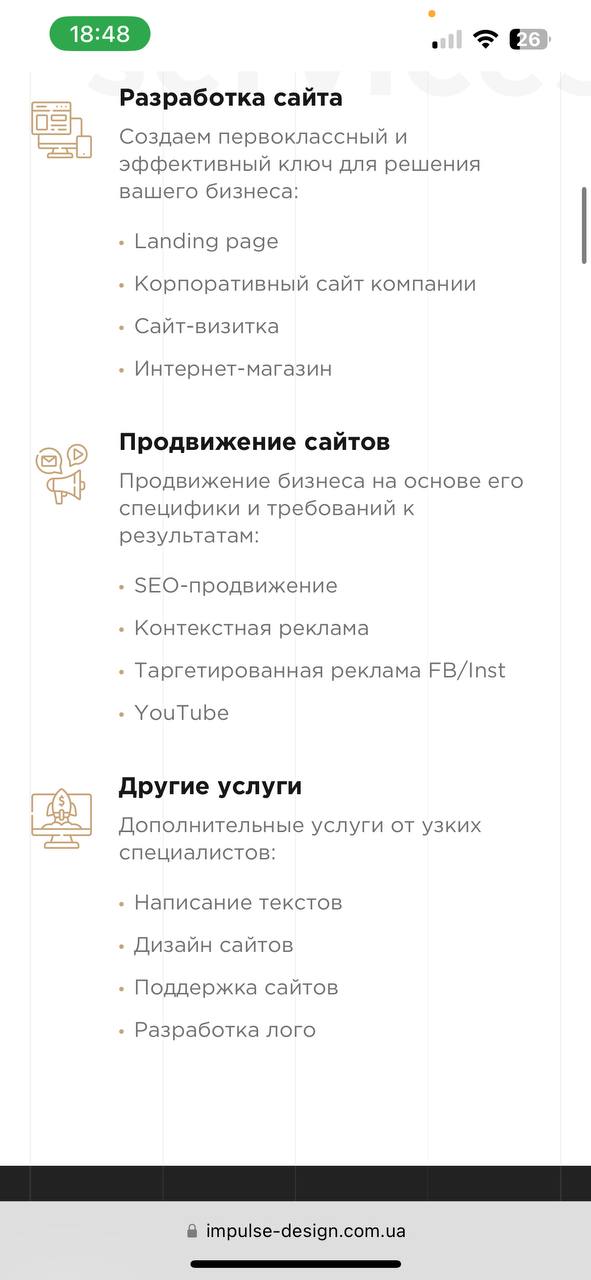 18:48
26
services
Разработка сайта
Создаем первоклассный и
эффективный ключ для решения
вашего бизнеса:
• Landing page
• Корпоративный сайт компании
• Сайт-визитка
• Интернет-магазин
Продвижение сайтов
Продвижение бизнеса на основе его
специфики и требований к
результатам:
• SEO-продвижение
• Контекстная реклама
• Таргетированная реклама FB/Inst
• YouTube
Другие услуги
Дополнительные услуги от узких
специалистов:
• Написание текстов
• Дизайн сайтов
• Поддержка сайтов
• Разработка лого
impulse-design.com.ua